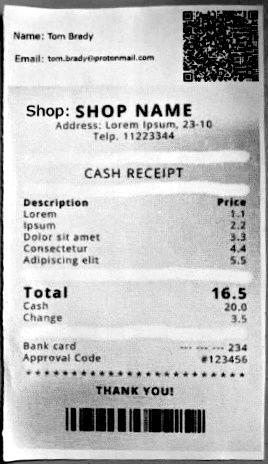 Name: Tom Brady
Email: tom.brady@protonmail.com
Shop: SHOP NAME
Address: Lorem Ipsum, 23-10
Telp. 11223344
CASH RECEIPT
Description Price
Lorem 1.1
Ipsum 2.2
Dolor sit amet 3.3
Consectetur 4.4
Adipiscing elit 5.5
Total 16.5
Cash 20.0
Change 3.5
Bank card --- --- --- 234
Approval Code #123456
THANK YOU!